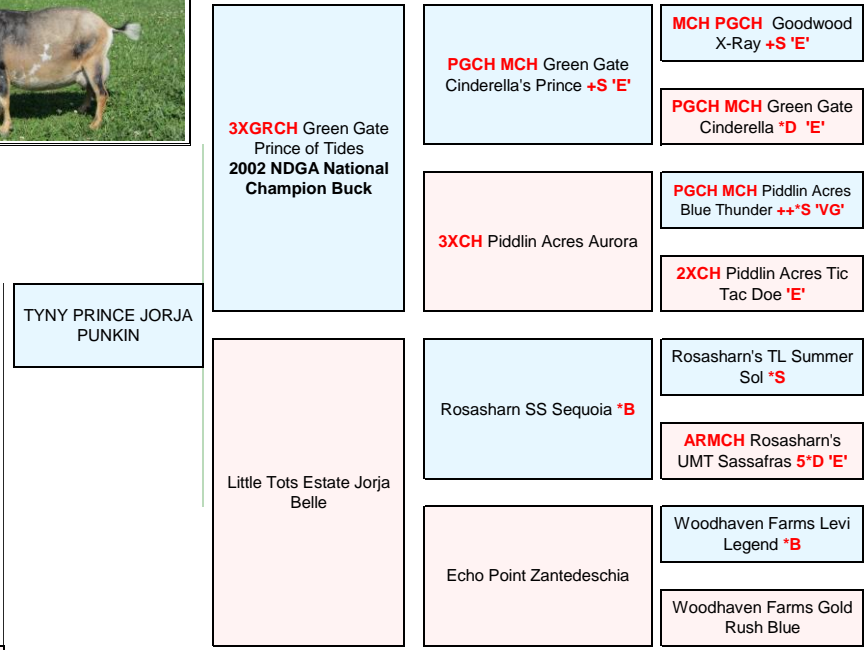 TYNY PRINCE JORJA
PUNKIN
3XGRCH Green Gate
Prince of Tides
2002 NDGA National
Champion Buck
Little Tots Estate Jorja
Belle
PGCH MCH Green Gate
Cinderella's Prince +S 'E'
3XCH Piddlin Acres Aurora
Rosasharn SS Sequoia *B
Echo Point Zantedeschia
MCH PGCH Goodwood
X-Ray +S 'E'
PGCH MCH Green Gate
Cinderella *D 'E'
PGCH MCH Piddlin Acres
Blue Thunder ++*S 'VG'
2XCH Piddlin Acres Tic
Tac Doe 'E'
Rosasharn's TL Summer
Sol *S
ARMCH Rosasharn's
UMT Sassafras 5*D 'E'
Woodhaven Farms Levi
Legend *B
Woodhaven Farms Gold
Rush Blue